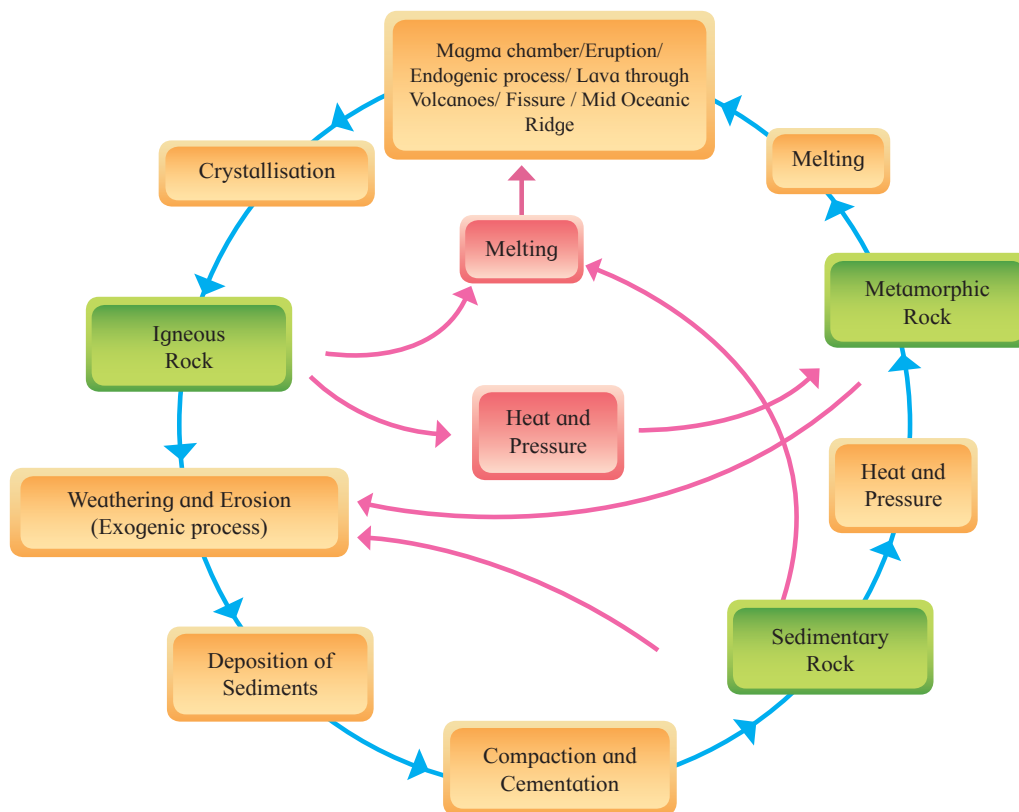 Magma chamber/Eruption/
Endogenic process/ Lava through
Volcanoes/ Fissure / Mid Oceanic
Ridge
Crystallisation
Melting
Melting
Metamorphic
Rock
Igneous
Rock
Heat and
Pressure
Heat and
Pressure
Weathering and Erosion
(Exogenic process)
Sedimentary
Rock
Deposition of
Sediments
Compaction and
Cementation